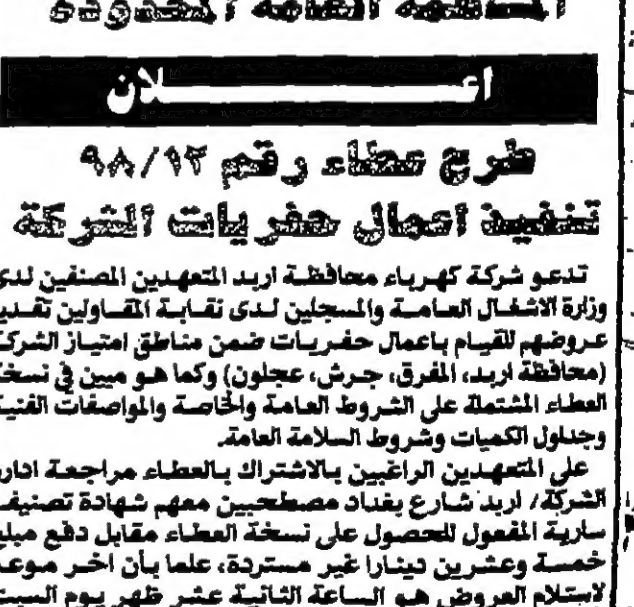 المساهمة العامة المحدودة
اعـــــــلان
طرح عطاء رقم ٩٨/١٢
تنفيذ اعمال حفريات الشركة
تدعو شركة كهرباء محافظة اربد المتعهدين المصنفين لدى
وزارة الاشغال العامة والمسجلين لدى نقابة المقاولين تقديم
عروضهم للقيام باعمال حفريات ضمن مناطق امتياز الشركة
(محافظة اربد، المفرق، جرش، عجلون) وكما هو مبين في نسخة
العطاء المشتملة على الشروط العامة والخاصة والمواصفات الفنية
وجداول الكميات وشروط السلامة العامة.
على المتعهدين الراغبين بالاشتراك بالعطاء مراجعة ادارة
الشركة/ اربد شارع بغداد مصطحبين معهم شهادة تصنيف
سارية المفعول للحصول على نسخة العطاء مقابل دفع مبلغ
خمسة وعشرين دينارا غير مستردة، علما بأن اخر موعد
لاستلام العروض هو الساعة الثانية عشر ظهر يوم السبت